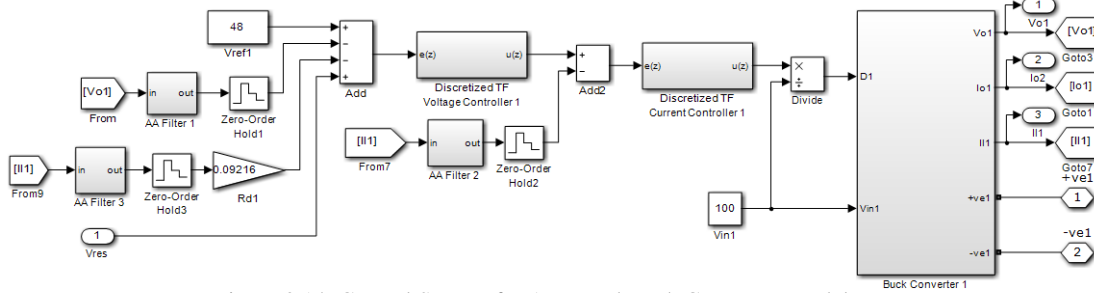 48
Vref1
[Vo1]
From
in out
AA Filter 1
Zero-Order
Hold1
[Il1]
From9
in out
AA Filter 3
Zero-Order
Hold3
0.09216
Rd1
1
Vres
+
−
−
+
Add
e(z) u(z)
Discretized TF
Voltage Controller 1
[Il1]
From7
in out
AA Filter 2
Zero-Order
Hold2
+
−
Add2
e(z) u(z)
Discretized TF
Current Controller 1
×
÷
Divide
100
Vin1
D1
Vin1
Vo1
Io1
Il1
+ve1
-ve1
Buck Converter 1
1
Vo1
[Vo1]
Goto3
2
Io2
[Io1]
Goto1
3
Il1
[Il1]
Goto7
+ve1
1
-ve1
2